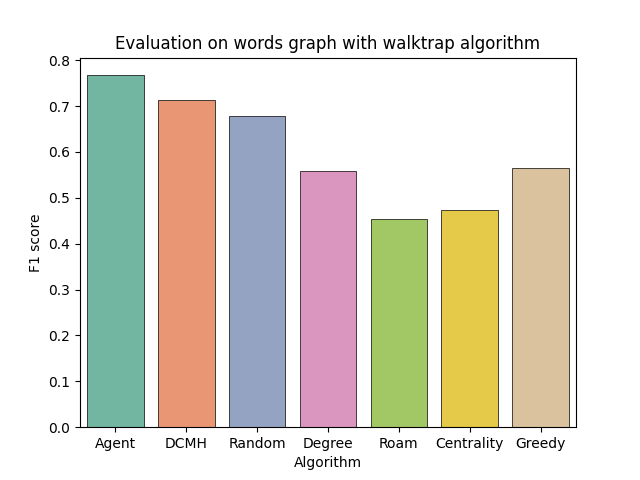 Evaluation on words graph with walktrap algorithm
0.8
0.7
0.6
0.5
0.4
0.3
0.2
0.1
0.0
F1 score
Agent DCMH Random Degree Roam Centrality Greedy
Algorithm